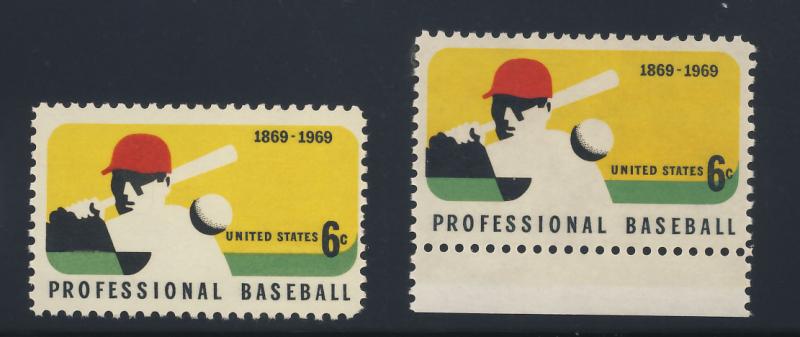 1869-1969
UNITED STATES 6c
PROFESSIONAL BASEBALL
1869-1969
UNITED STATES 6c
PROFESSIONAL BASEBALL